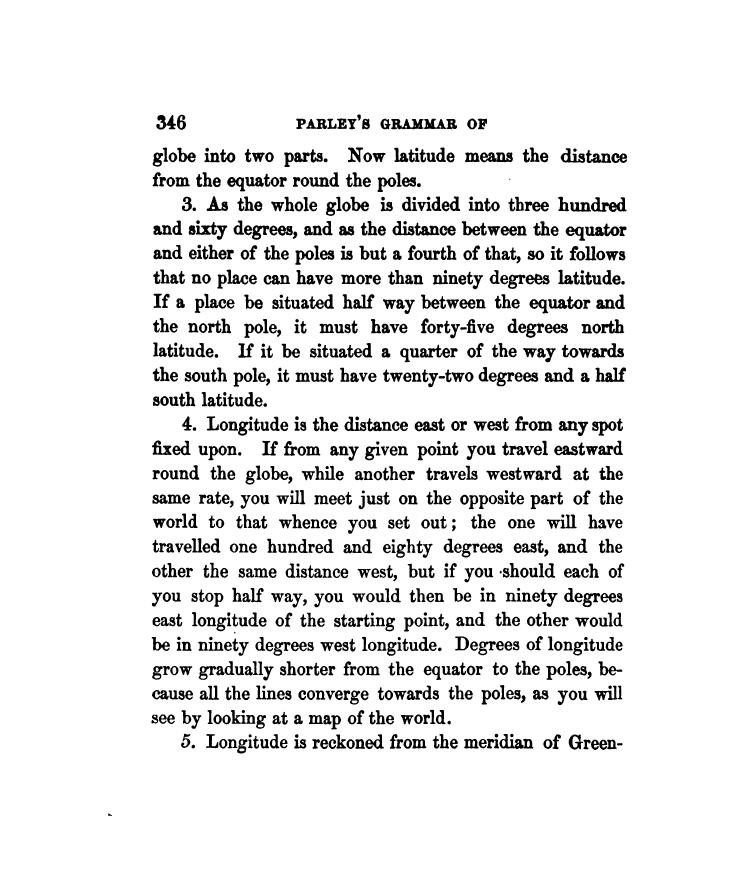 346 PARLEY'S GRAMMAR OF
globe into two parts. Now latitude means the distance
from the equator round the poles.
3. As the whole globe is divided into three hundred
and sixty degrees, and as the distance between the equator
and either of the poles is but a fourth of that, so it follows
that no place can have more than ninety degrees latitude.
If a place be situated half way between the equator and
the north pole, it must have forty-five degrees north
latitude. If it be situated a quarter of the way towards
the south pole, it must have twenty-two degrees and a half
south latitude.
4. Longitude is the distance east or west from any spot
fixed upon. If from any given point you travel eastward
round the globe, while another travels westward at the
same rate, you will meet just on the opposite part of the
world to that whence you set out; the one will have
travelled one hundred and eighty degrees east, and the
other the same distance west, but if you should each of
you stop half way, you would then be in ninety degrees
east longitude of the starting point, and the other would
be in ninety degrees west longitude. Degrees of longitude
grow gradually shorter from the equator to the poles, be-
cause all the lines converge towards the poles, as you will
see by looking at a map of the world.
5. Longitude is reckoned from the meridian of Green-